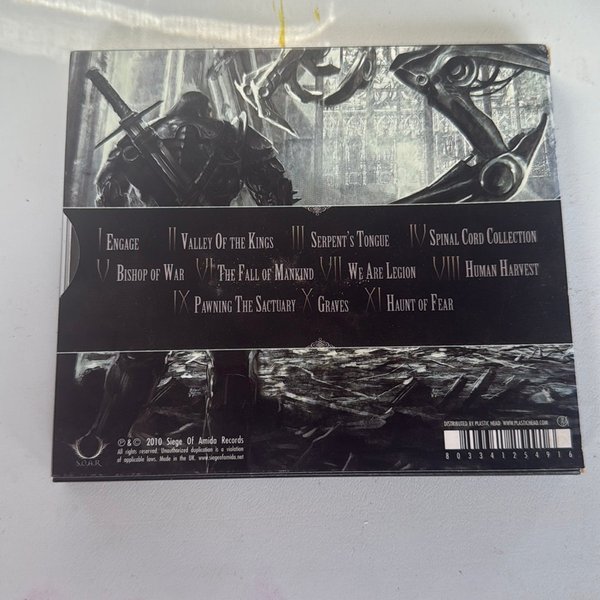 I ENGAGE II VALLEY OF THE KINGS III SERPENT'S TONGUE IV SPINAL CORD COLLECTION
V BISHOP OF WAR VI THE FALL OF MANKIND VII WE ARE LEGION VIII HUMAN HARVEST
IX PAWNING THE SACTUARY X GRAVES XI HAUNT OF FEAR
DISTRIBUTED BY PLASTIC HEAD: WWW.PLASTICHEAD.COM
℗ & © 2010 Siege Of Amida Records
All rights reserved. Unauthorized duplication is a violation
of applicable laws. Made in the UK. www.siegeofamida.net
S.O.A.R.
8033412549 16